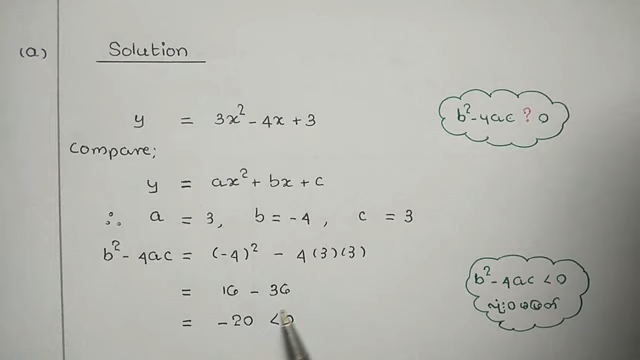 (a) Solution
y = 3x² - 4x + 3
b² - 4ac ? 0
Compare;
y = ax² + bx + c
∴ a = 3, b = -4, c = 3
b² - 4ac = (-4)² - 4(3)(3)
= 16 - 36
= -20 <0
b² - 4ac < 0